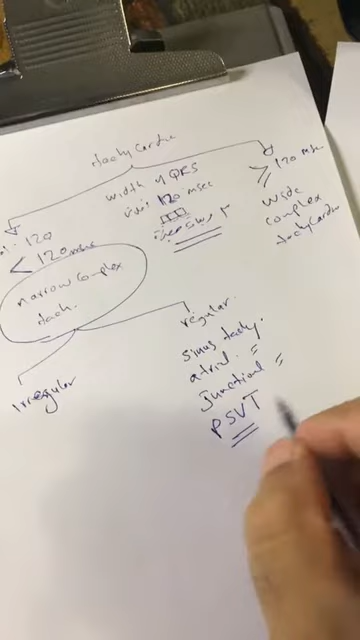 tachycardia
width of QRS
120 msec
< 120 msec
narrow complex
tach.
≥ 120 msec
wide
complex
tachycardia
irregular
regular.
sinus tachy.
atrial "
junctional "
PSVT